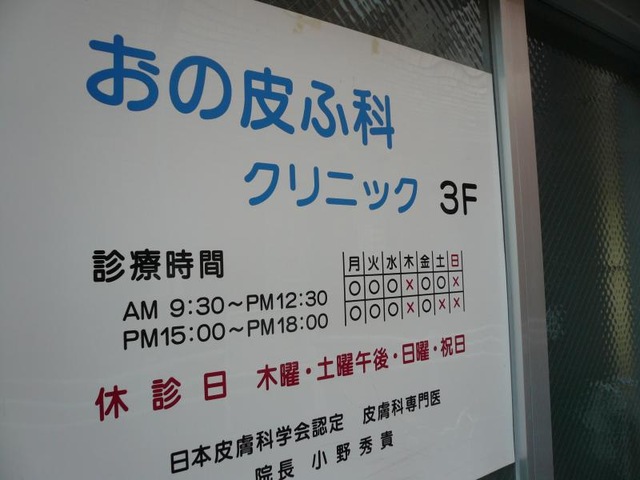 おの皮ふ科
クリニック 3F
診療時間
月火水木金土日
AM 9:30〜PM12:30 ○○○×○○×
PM15:00〜PM18:00 ○○○×○××
休診日 木曜・土曜午後・日曜・祝日
日本皮膚科学会認定 皮膚科専門医
院長 小野秀貴